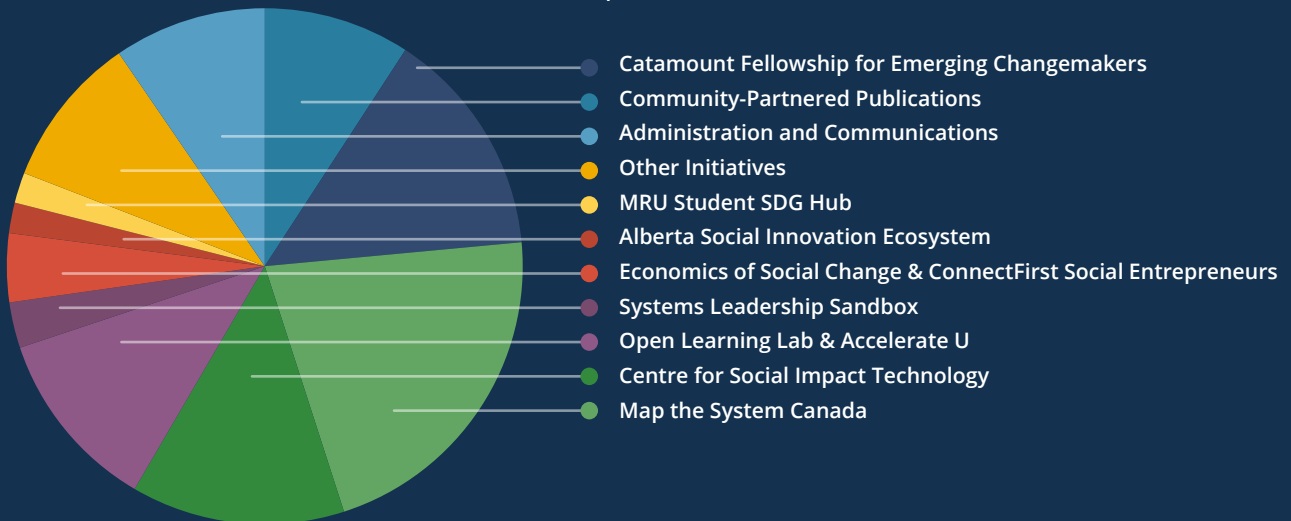 Catamount Fellowship for Emerging Changemakers
Community-Partnered Publications
Administration and Communications
Other Initiatives
MRU Student SDG Hub
Alberta Social Innovation Ecosystem
Economics of Social Change & ConnectFirst Social Entrepreneurs
Systems Leadership Sandbox
Open Learning Lab & Accelerate U
Centre for Social Impact Technology
Map the System Canada